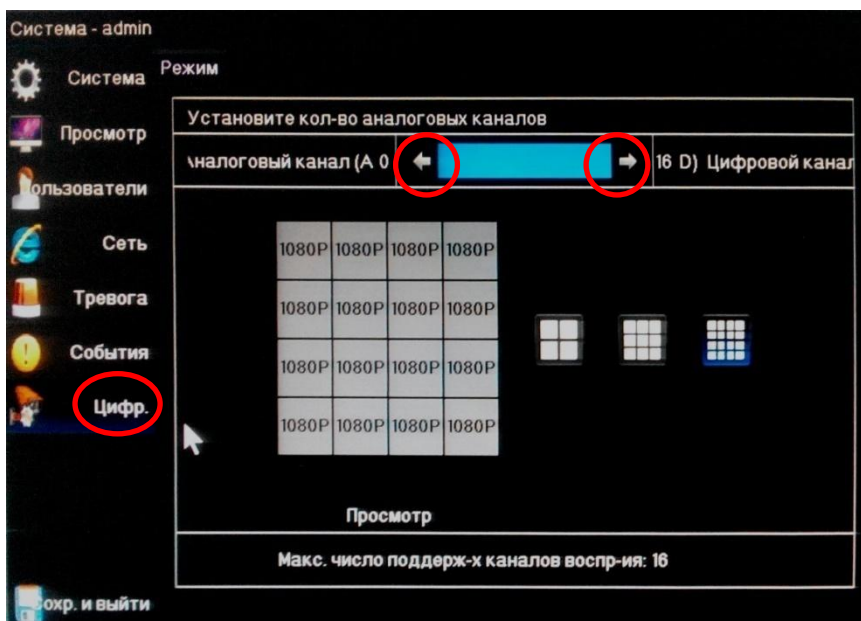 Система - admin
Система
Просмотр
ользователи
Сеть
Тревога
События
Цифр.
охр. и выйти
Режим
Установите кол-во аналоговых каналов
налоговый канал (А 0
16 D) Цифровой канал
1080P 1080P 1080P 1080P
1080P 1080P 1080P 1080P
1080P 1080P 1080P 1080P
1080P 1080P 1080P 1080P
Просмотр
Макс. число поддерж-х каналов воспр-ия: 16